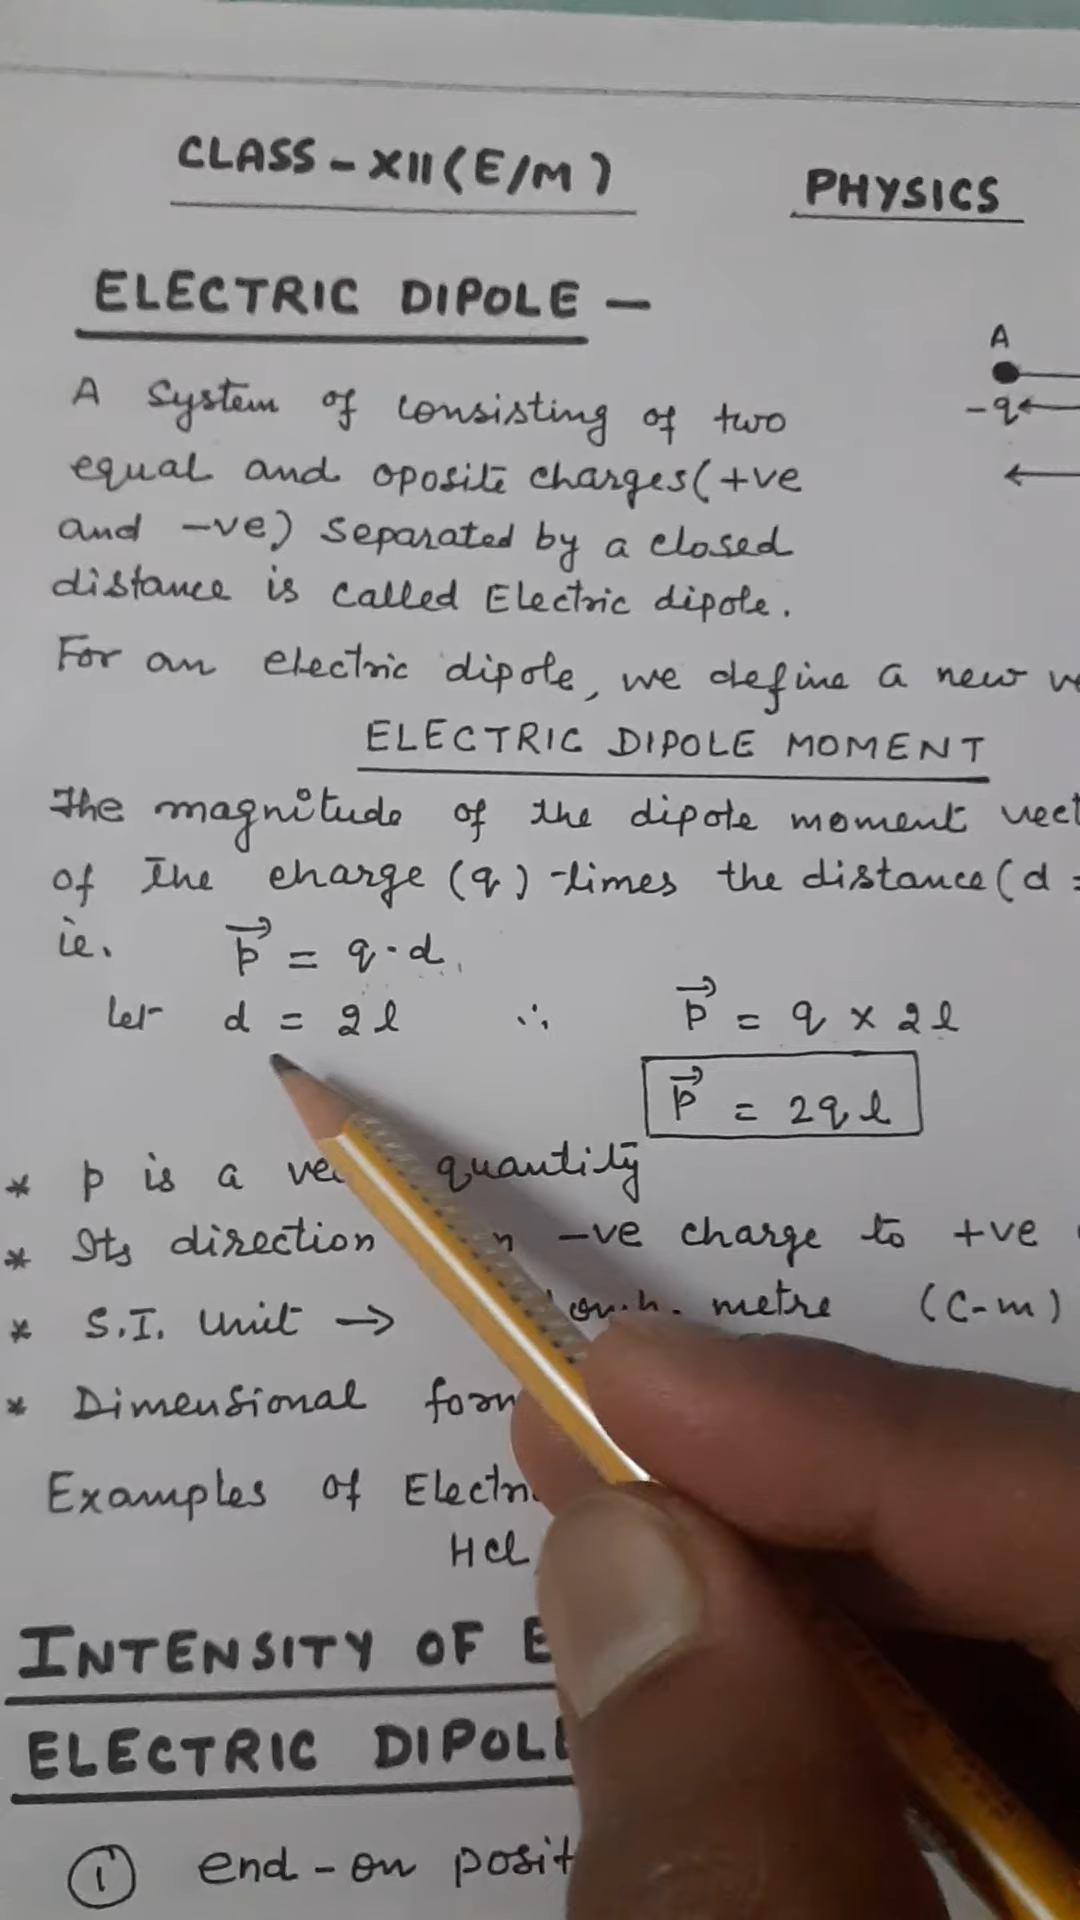 CLASS-XII(E/M) PHYSICS
ELECTRIC DIPOLE —
A
-q
A System of consisting of two
equal and oposite charges(+ve
and -ve) separated by a closed
distance is called Electric dipole.
For an electric dipole, we define a new
ELECTRIC DIPOLE MOMENT
The magnitude of the dipole moment
of The charge (q) times the distance(d =
ie. p⃗ = q·d
Let d = 2l ∴ p⃗ = q × 2l
p⃗ = 2ql
* p is a quantity
* Its direction -ve charge to +ve
* S.I. Unit → metre (C-m)
* Dimensional
Examples of
HCl
INTENSITY OF
ELECTRIC
① end-on